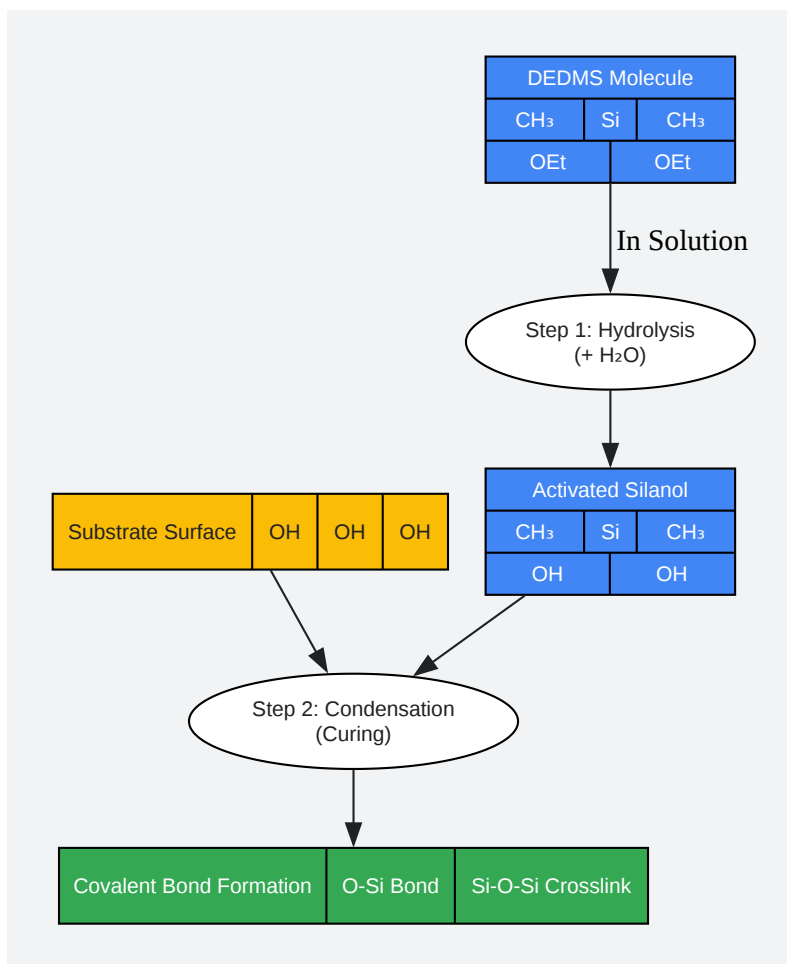 DEDMS Molecule
CH₃ Si CH₃
OEt OEt
In Solution
Step 1: Hydrolysis
(+ H₂O)
Activated Silanol
CH₃ Si CH₃
OH OH
Substrate Surface OH OH OH
Step 2: Condensation
(Curing)
Covalent Bond Formation O-Si Bond Si-O-Si Crosslink